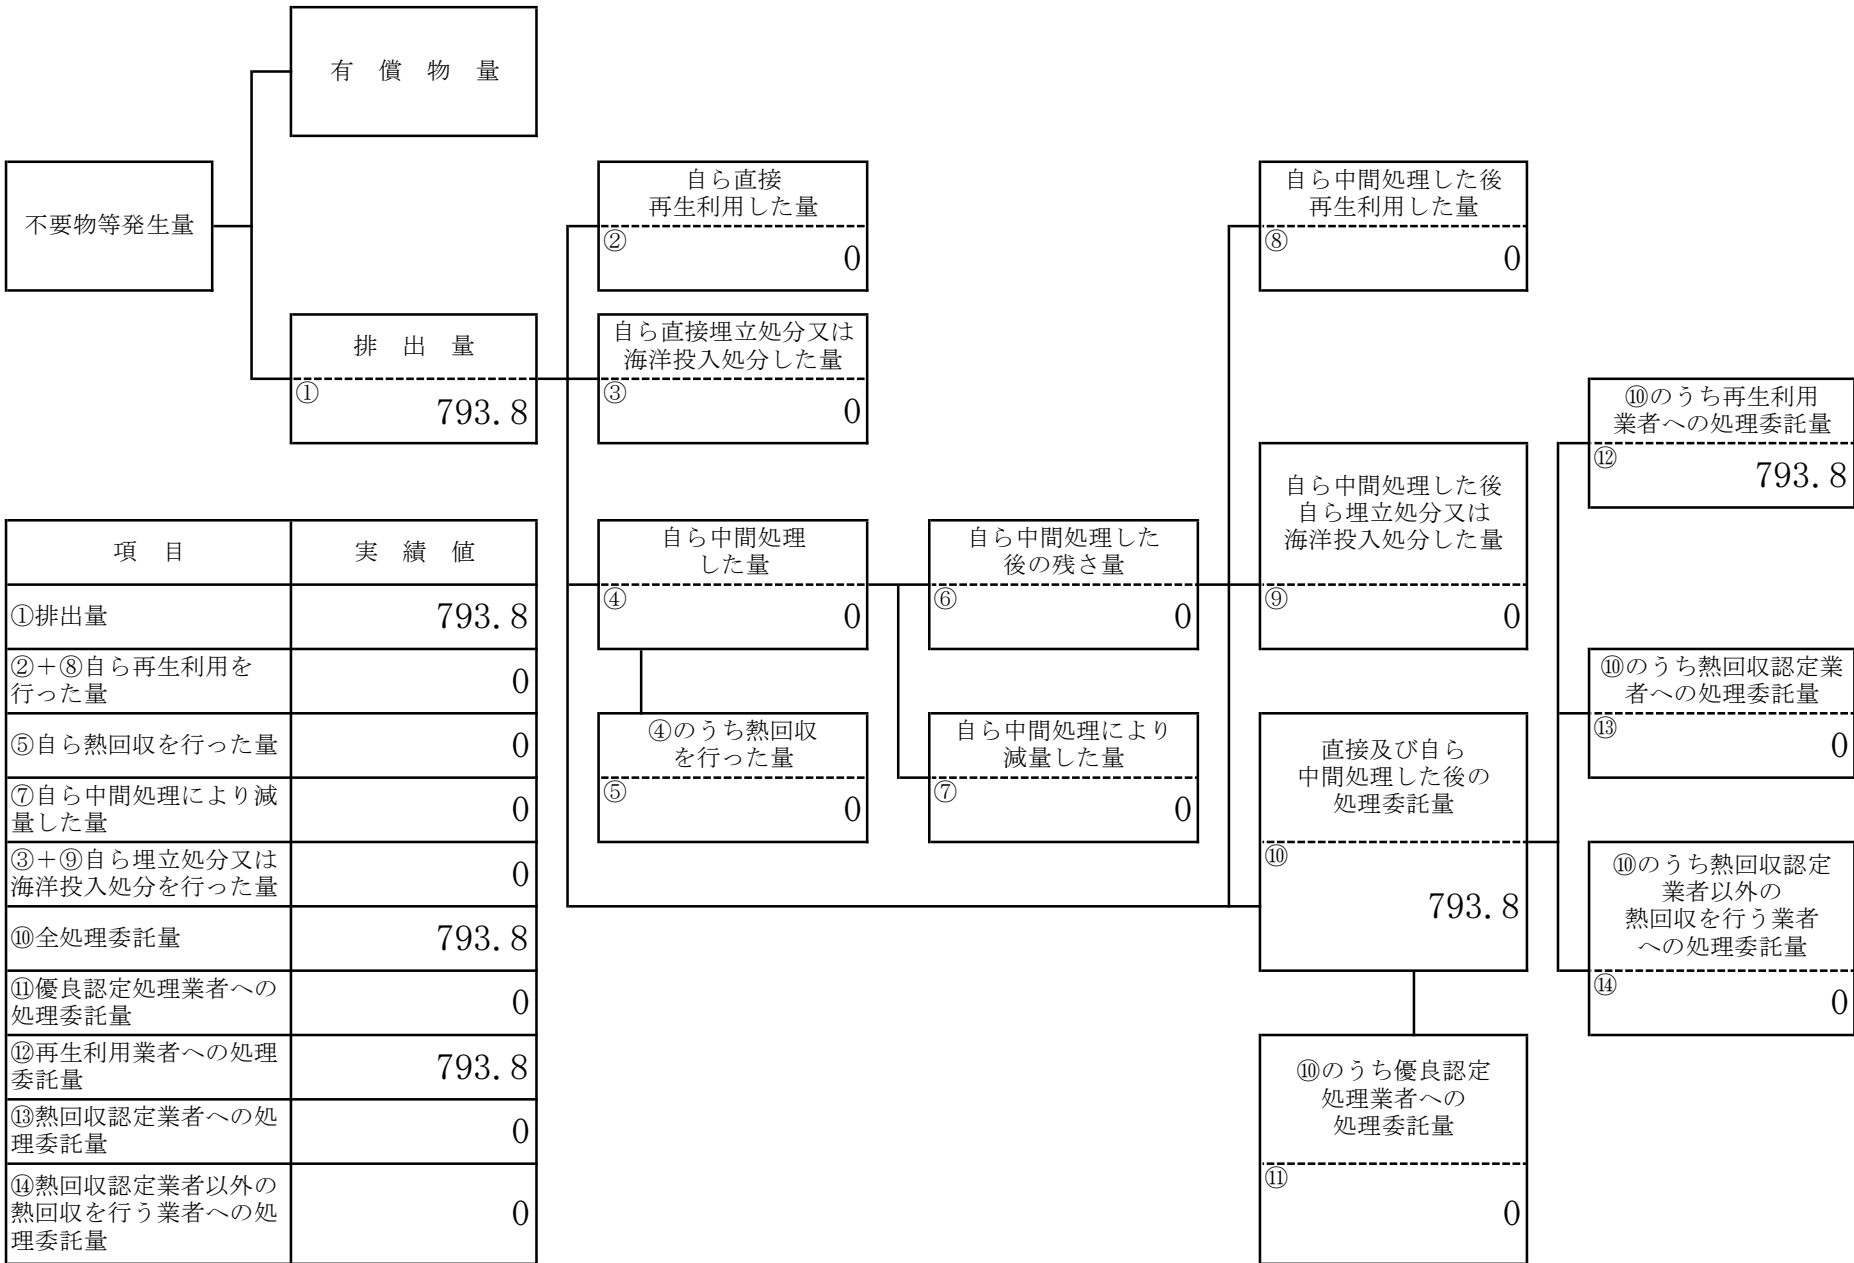 有 償 物 量
不要物等発生量
排 出 量
①
793.8
自ら直接
再生利用した量
②
0
自ら直接埋立処分又は
海洋投入処分した量
③
0
自ら中間処理
した量
④
0
④のうち熱回収
を行った量
⑤
0
自ら中間処理した
後の残さ量
⑥
0
自ら中間処理により
減量した量
⑦
0
自ら中間処理した後
再生利用した量
⑧
0
自ら中間処理した後
自ら埋立処分又は
海洋投入処分した量
⑨
0
直接及び自ら
中間処理した後の
処理委託量
⑩
793.8
⑩のうち優良認定
処理業者への
処理委託量
⑪
0
⑩のうち再生利用
業者への処理委託量
⑫
793.8
⑩のうち熱回収認定業
者への処理委託量
⑬
0
⑩のうち熱回収認定
業者以外の
熱回収を行う業者
への処理委託量
⑭
0
項 目 実 績 値
①排出量 793.8
②＋⑧自ら再生利用を
行った量 0
⑤自ら熱回収を行った量 0
⑦自ら中間処理により減
量した量 0
③＋⑨自ら埋立処分又は
海洋投入処分を行った量 0
⑩全処理委託量 793.8
⑪優良認定処理業者への
処理委託量 0
⑫再生利用業者への処理
委託量 793.8
⑬熱回収認定業者への処
理委託量 0
⑭熱回収認定業者以外の
熱回収を行う業者への処
理委託量 0